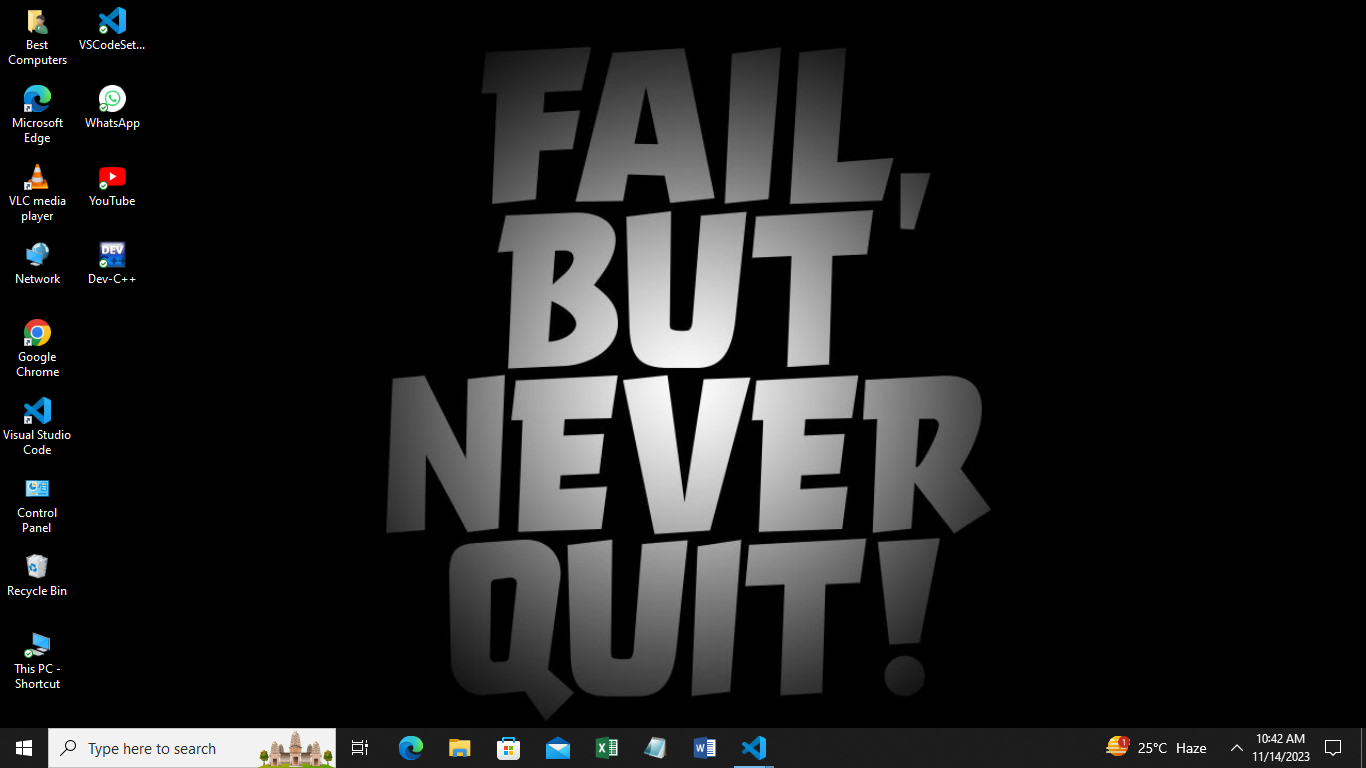 Best
Computers
VSCodeSet...
Microsoft
Edge
WhatsApp
VLC media
player
YouTube
Network
DEV
Dev-C++
Google
Chrome
Visual Studio
Code
Control
Panel
Recycle Bin
This PC -
Shortcut
FAIL,
BUT
NEVER
QUIT!
Type here to search
1
25°C Haze
10:42 AM
11/14/2023